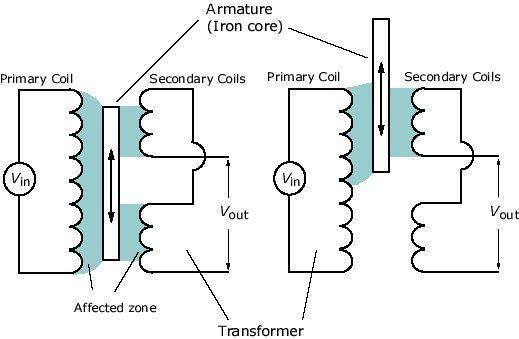 Armature
(Iron core)
Primary Coil
Secondary Coils
Primary Coil
Secondary Coils
Vin
Vout
Vin
Vout
Affected zone
Transformer